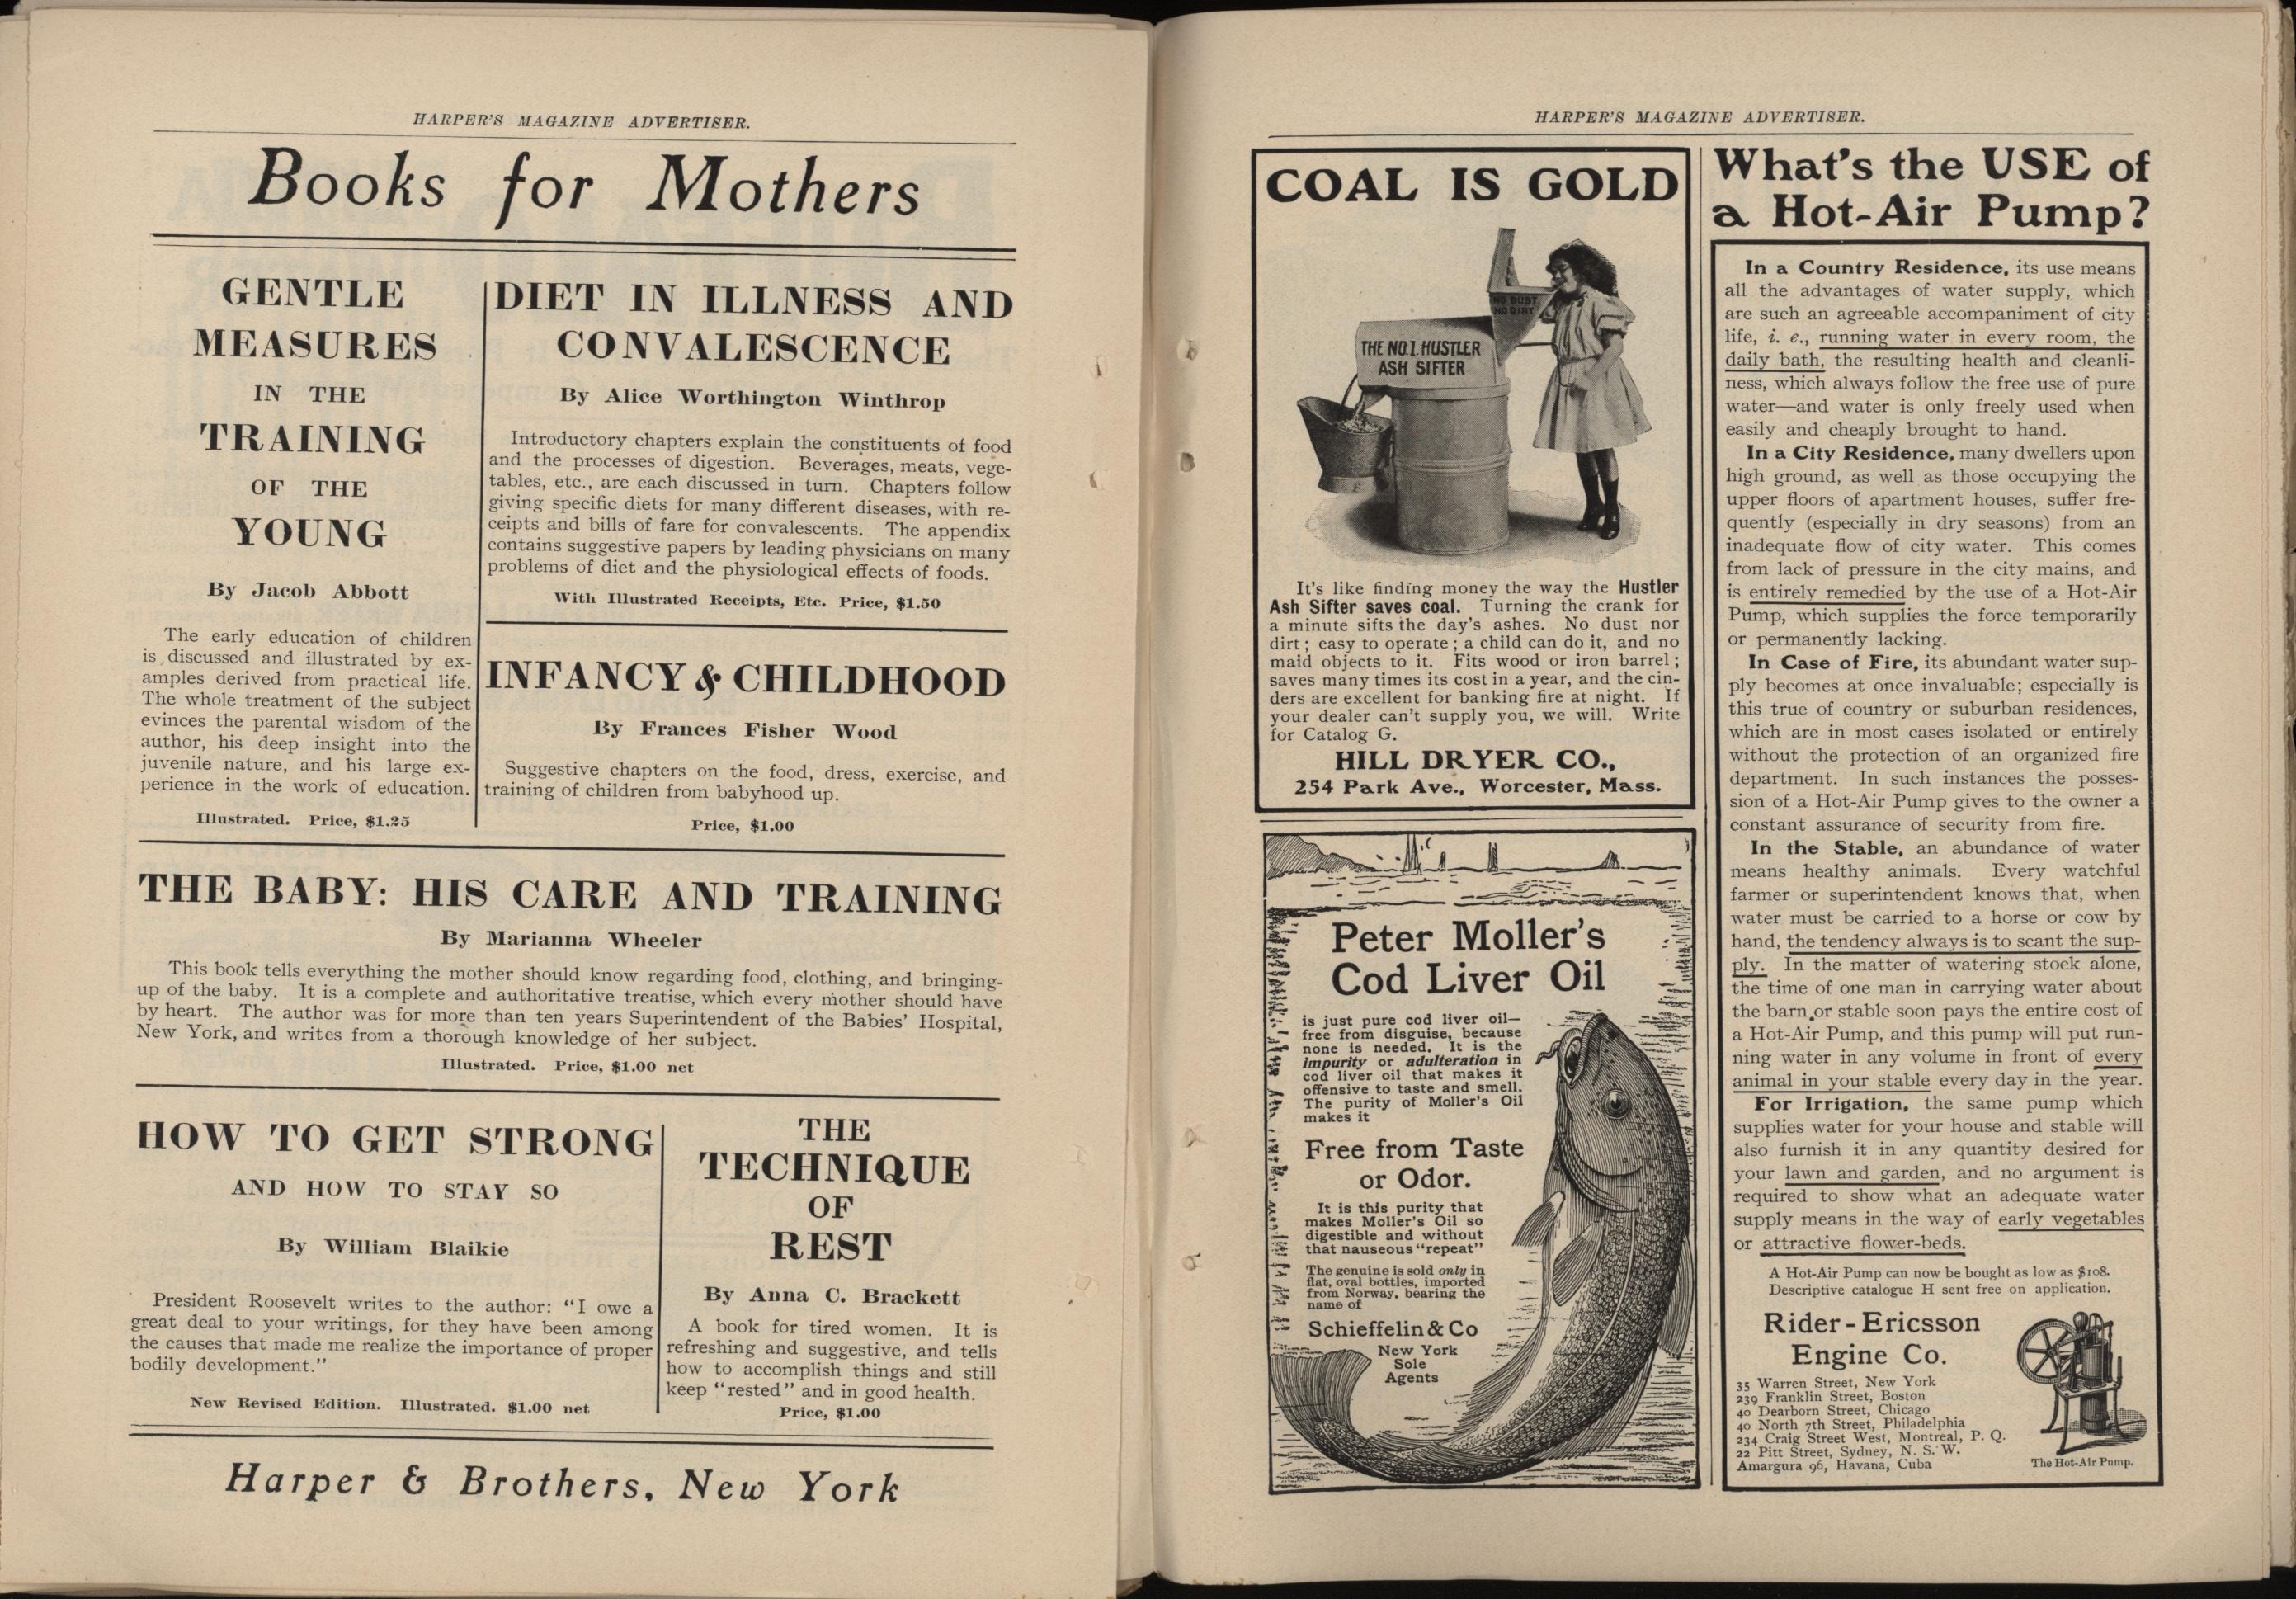 HARPER'S MAGAZINE ADVERTISER.
Books for Mothers
GENTLE
MEASURES
IN THE
TRAINING
OF THE
YOUNG
By Jacob Abbott
The early education of children
is discussed and illustrated by ex-
amples derived from practical life.
The whole treatment of the subject
evinces the parental wisdom of the
author, his deep insight into the
juvenile nature, and his large ex-
perience in the work of education.
Illustrated. Price, $1.25
DIET IN ILLNESS AND
CONVALESCENCE
By Alice Worthington Winthrop
Introductory chapters explain the constituents of food
and the processes of digestion. Beverages, meats, vege-
tables, etc., are each discussed in turn. Chapters follow
giving specific diets for many different diseases, with re-
ceipts and bills of fare for convalescents. The appendix
contains suggestive papers by leading physicians on many
problems of diet and the physiological effects of foods.
With Illustrated Receipts, Etc. Price, $1.50
INFANCY & CHILDHOOD
By Frances Fisher Wood
Suggestive chapters on the food, dress, exercise, and
training of children from babyhood up.
Price, $1.00
THE BABY: HIS CARE AND TRAINING
By Marianna Wheeler
This book tells everything the mother should know regarding food, clothing, and bringing-
up of the baby. It is a complete and authoritative treatise, which every mother should have
by heart. The author was for more than ten years Superintendent of the Babies' Hospital,
New York, and writes from a thorough knowledge of her subject.
Illustrated. Price, $1.00 net
HOW TO GET STRONG
AND HOW TO STAY SO
By William Blaikie
President Roosevelt writes to the author: "I owe a
great deal to your writings, for they have been among
the causes that made me realize the importance of proper
bodily development."
New Revised Edition. Illustrated. $1.00 net
THE
TECHNIQUE
OF
REST
By Anna C. Brackett
A book for tired women. It is
refreshing and suggestive, and tells
how to accomplish things and still
keep "rested" and in good health.
Price, $1.00
Harper & Brothers, New York
HARPER'S MAGAZINE ADVERTISER.
COAL IS GOLD
NO DUST
NO DIRT
THE NO.1. HUSTLER
ASH SIFTER
It's like finding money the way the Hustler
Ash Sifter saves coal. Turning the crank for
a minute sifts the day's ashes. No dust nor
dirt; easy to operate; a child can do it, and no
maid objects to it. Fits wood or iron barrel;
saves many times its cost in a year, and the cin-
ders are excellent for banking fire at night. If
your dealer can't supply you, we will. Write
for Catalog G.
HILL DRYER CO.,
254 Park Ave., Worcester, Mass.
Peter Moller's
Cod Liver Oil
is just pure cod liver oil—
free from disguise, because
none is needed. It is the
impurity or adulteration in
cod liver oil that makes it
offensive to taste and smell.
The purity of Moller's Oil
makes it
Free from Taste
or Odor.
It is this purity that
makes Moller's Oil so
digestible and without
that nauseous "repeat"
The genuine is sold only in
flat, oval bottles, imported
from Norway, bearing the
name of
Schieffelin & Co
New York
Sole
Agents
What's the USE of
a Hot-Air Pump?
In a Country Residence, its use means
all the advantages of water supply, which
are such an agreeable accompaniment of city
life, i. e., running water in every room, the
daily bath, the resulting health and cleanli-
ness, which always follow the free use of pure
water—and water is only freely used when
easily and cheaply brought to hand.
In a City Residence, many dwellers upon
high ground, as well as those occupying the
upper floors of apartment houses, suffer fre-
quently (especially in dry seasons) from an
inadequate flow of city water. This comes
from lack of pressure in the city mains, and
is entirely remedied by the use of a Hot-Air
Pump, which supplies the force temporarily
or permanently lacking.
In Case of Fire, its abundant water sup-
ply becomes at once invaluable; especially is
this true of country or suburban residences,
which are in most cases isolated or entirely
without the protection of an organized fire
department. In such instances the posses-
sion of a Hot-Air Pump gives to the owner a
constant assurance of security from fire.
In the Stable, an abundance of water
means healthy animals. Every watchful
farmer or superintendent knows that, when
water must be carried to a horse or cow by
hand, the tendency always is to scant the sup-
ply. In the matter of watering stock alone,
the time of one man in carrying water about
the barn or stable soon pays the entire cost of
a Hot-Air Pump, and this pump will put run-
ning water in any volume in front of every
animal in your stable every day in the year.
For Irrigation, the same pump which
supplies water for your house and stable will
also furnish it in any quantity desired for
your lawn and garden, and no argument is
required to show what an adequate water
supply means in the way of early vegetables
or attractive flower-beds.
A Hot-Air Pump can now be bought as low as $108.
Descriptive catalogue H sent free on application.
Rider-Ericsson
Engine Co.
35 Warren Street, New York
239 Franklin Street, Boston
40 Dearborn Street, Chicago
40 North 7th Street, Philadelphia
234 Craig Street West, Montreal, P. Q.
22 Pitt Street, Sydney, N. S. W.
Amargura 96, Havana, Cuba
The Hot-Air Pump.